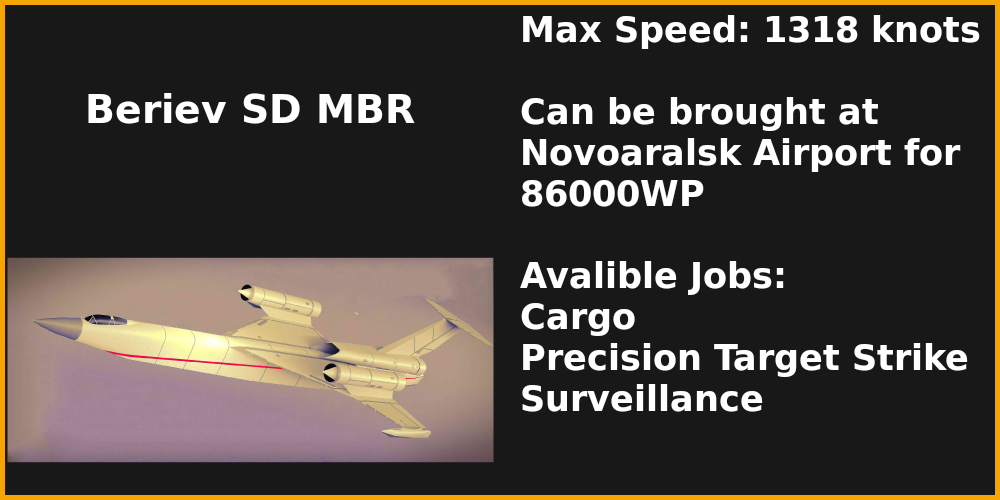 Beriev SD MBR
Max Speed: 1318 knots
Can be brought at
Novoaralsk Airport for
86000WP
Avalible Jobs:
Cargo
Precision Target Strike
Surveillance